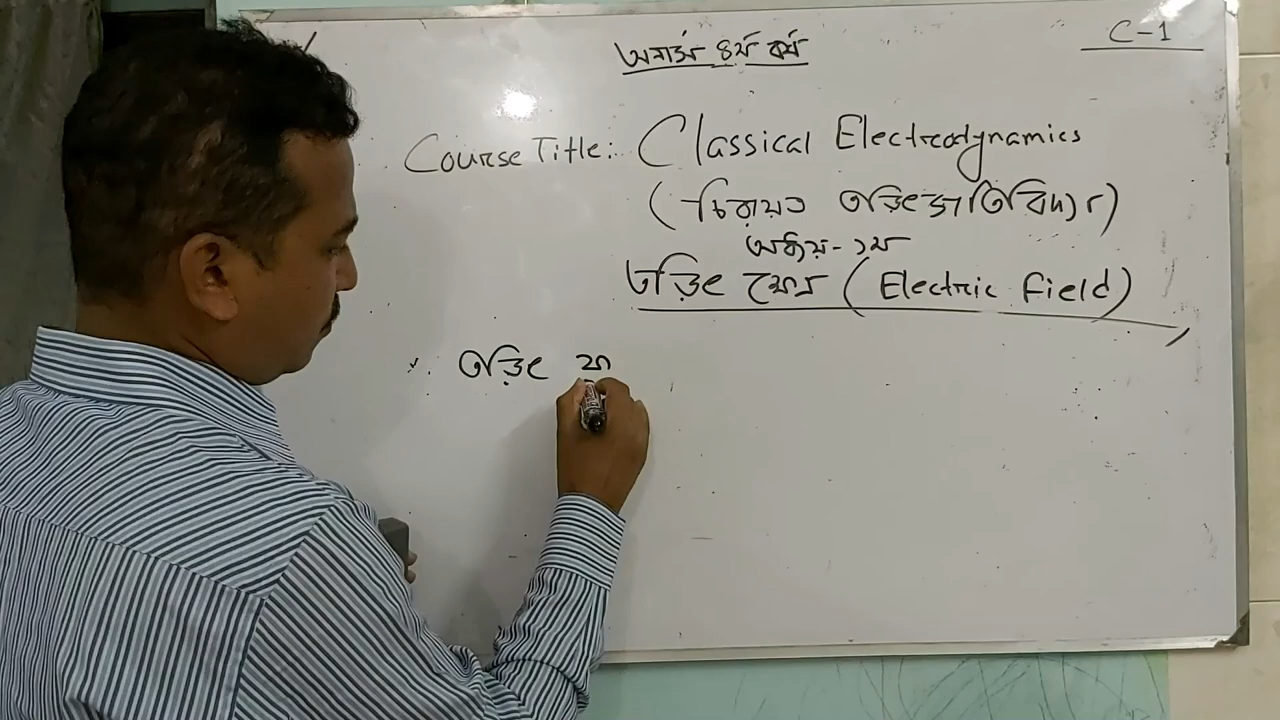 C-1
অনার্স ৪র্থ বর্ষ
Course Title: Classical Electrodynamics
(চিরায়ত তড়িৎগতিবিদ্যা)
অধ্যায়-১ম
তড়িৎ ক্ষেত্র (Electric Field)
তড়িৎ